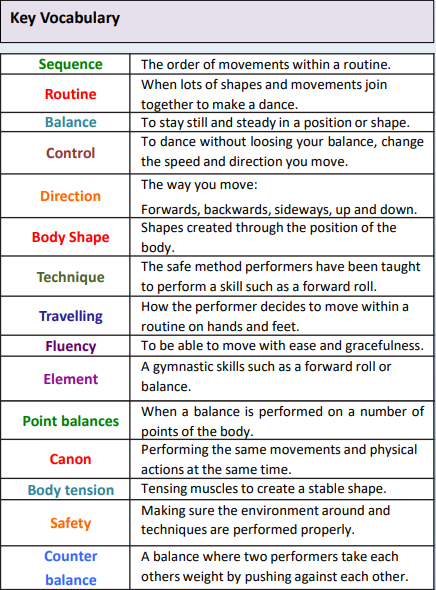 Key Vocabulary
Sequence The order of movements within a routine.
Routine When lots of shapes and movements join
together to make a dance.
Balance To stay still and steady in a position or shape.
Control To dance without loosing your balance, change
the speed and direction you move.
Direction The way you move:
Forwards, backwards, sideways, up and down.
Body Shape Shapes created through the position of the
body.
Technique The safe method performers have been taught
to perform a skill such as a forward roll.
Travelling How the performer decides to move within a
routine on hands and feet.
Fluency To be able to move with ease and gracefulness.
Element A gymnastic skills such as a forward roll or
balance.
Point balances When a balance is performed on a number of
points of the body.
Canon Performing the same movements and physical
actions at the same time.
Body tension Tensing muscles to create a stable shape.
Safety Making sure the environment around and
techniques are performed properly.
Counter A balance where two performers take each
balance others weight by pushing against each other.